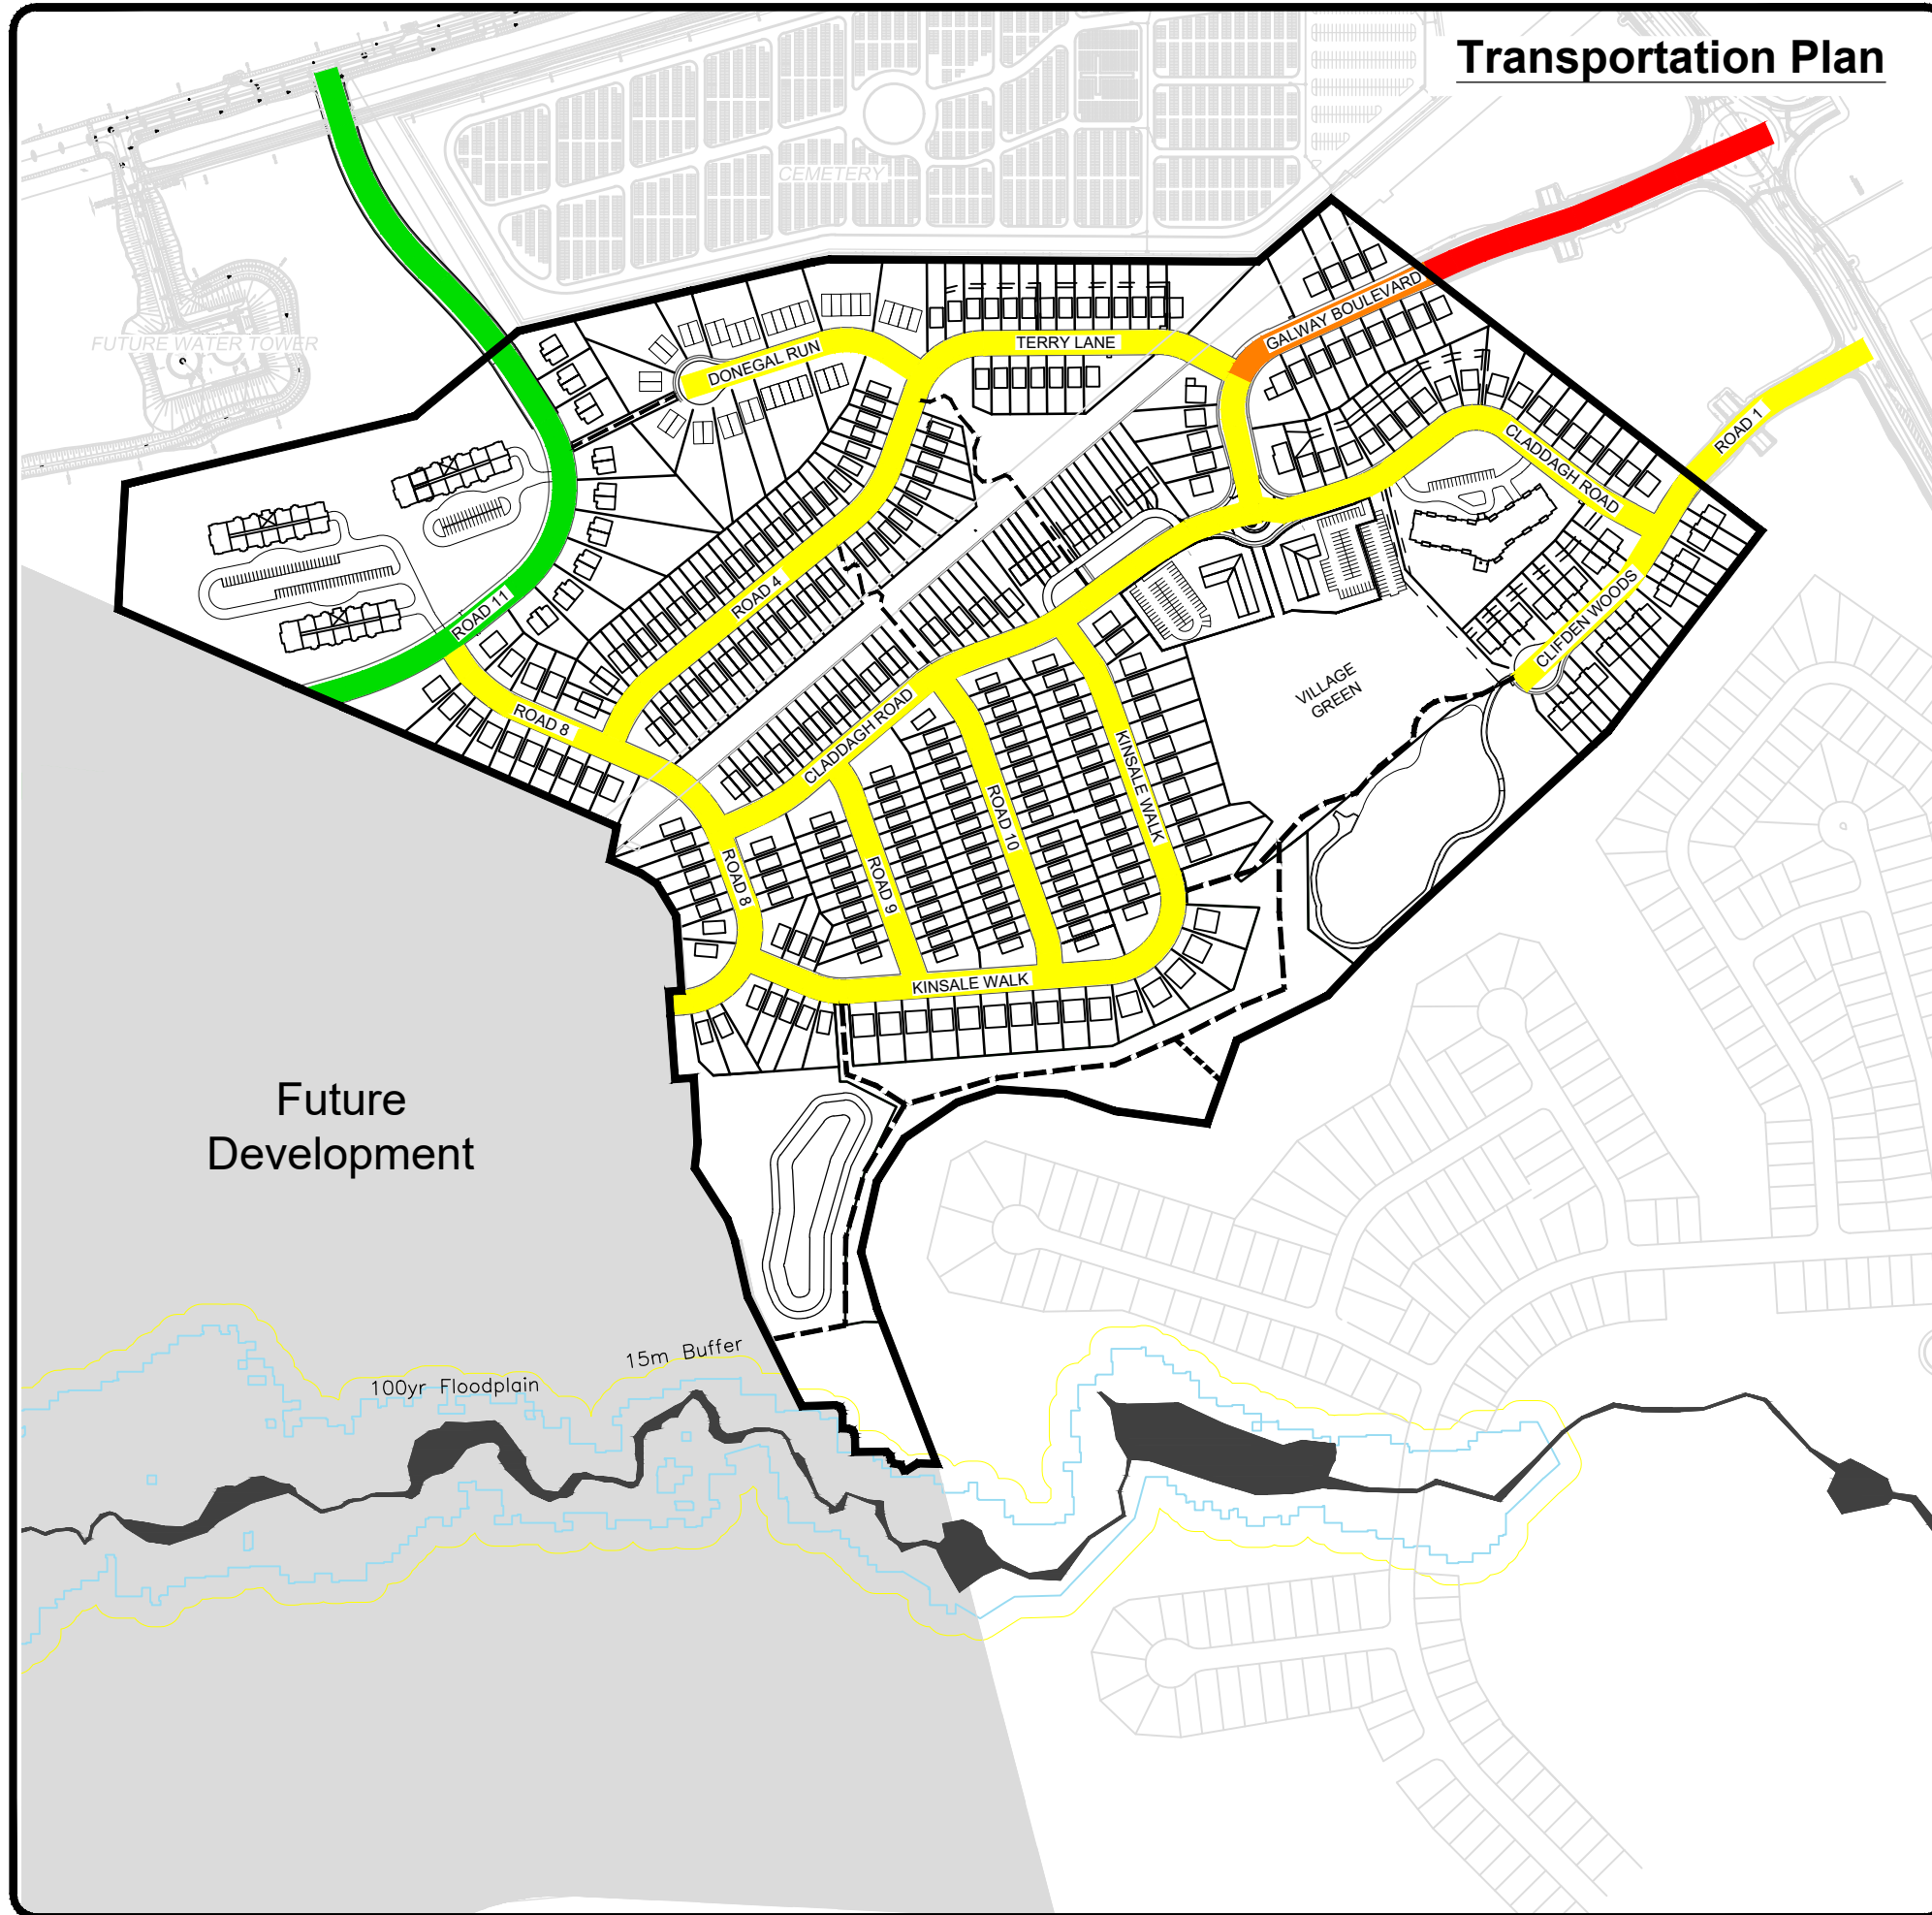 Transportation Plan
CEMETERY
FUTURE WATER TOWER
GALWAY BOULEVARD
TERRY LANE
DONEGAL RUN
ROAD 1
CLADDAGH ROAD
ROAD 4
ROAD 11
CLIFDEN WOODS
VILLAGE
GREEN
ROAD 8
CLADDAGH ROAD
KINSALE WALK
ROAD 10
ROAD 8
ROAD 9
KINSALE WALK
Future
Development
15m Buffer
100yr Floodplain